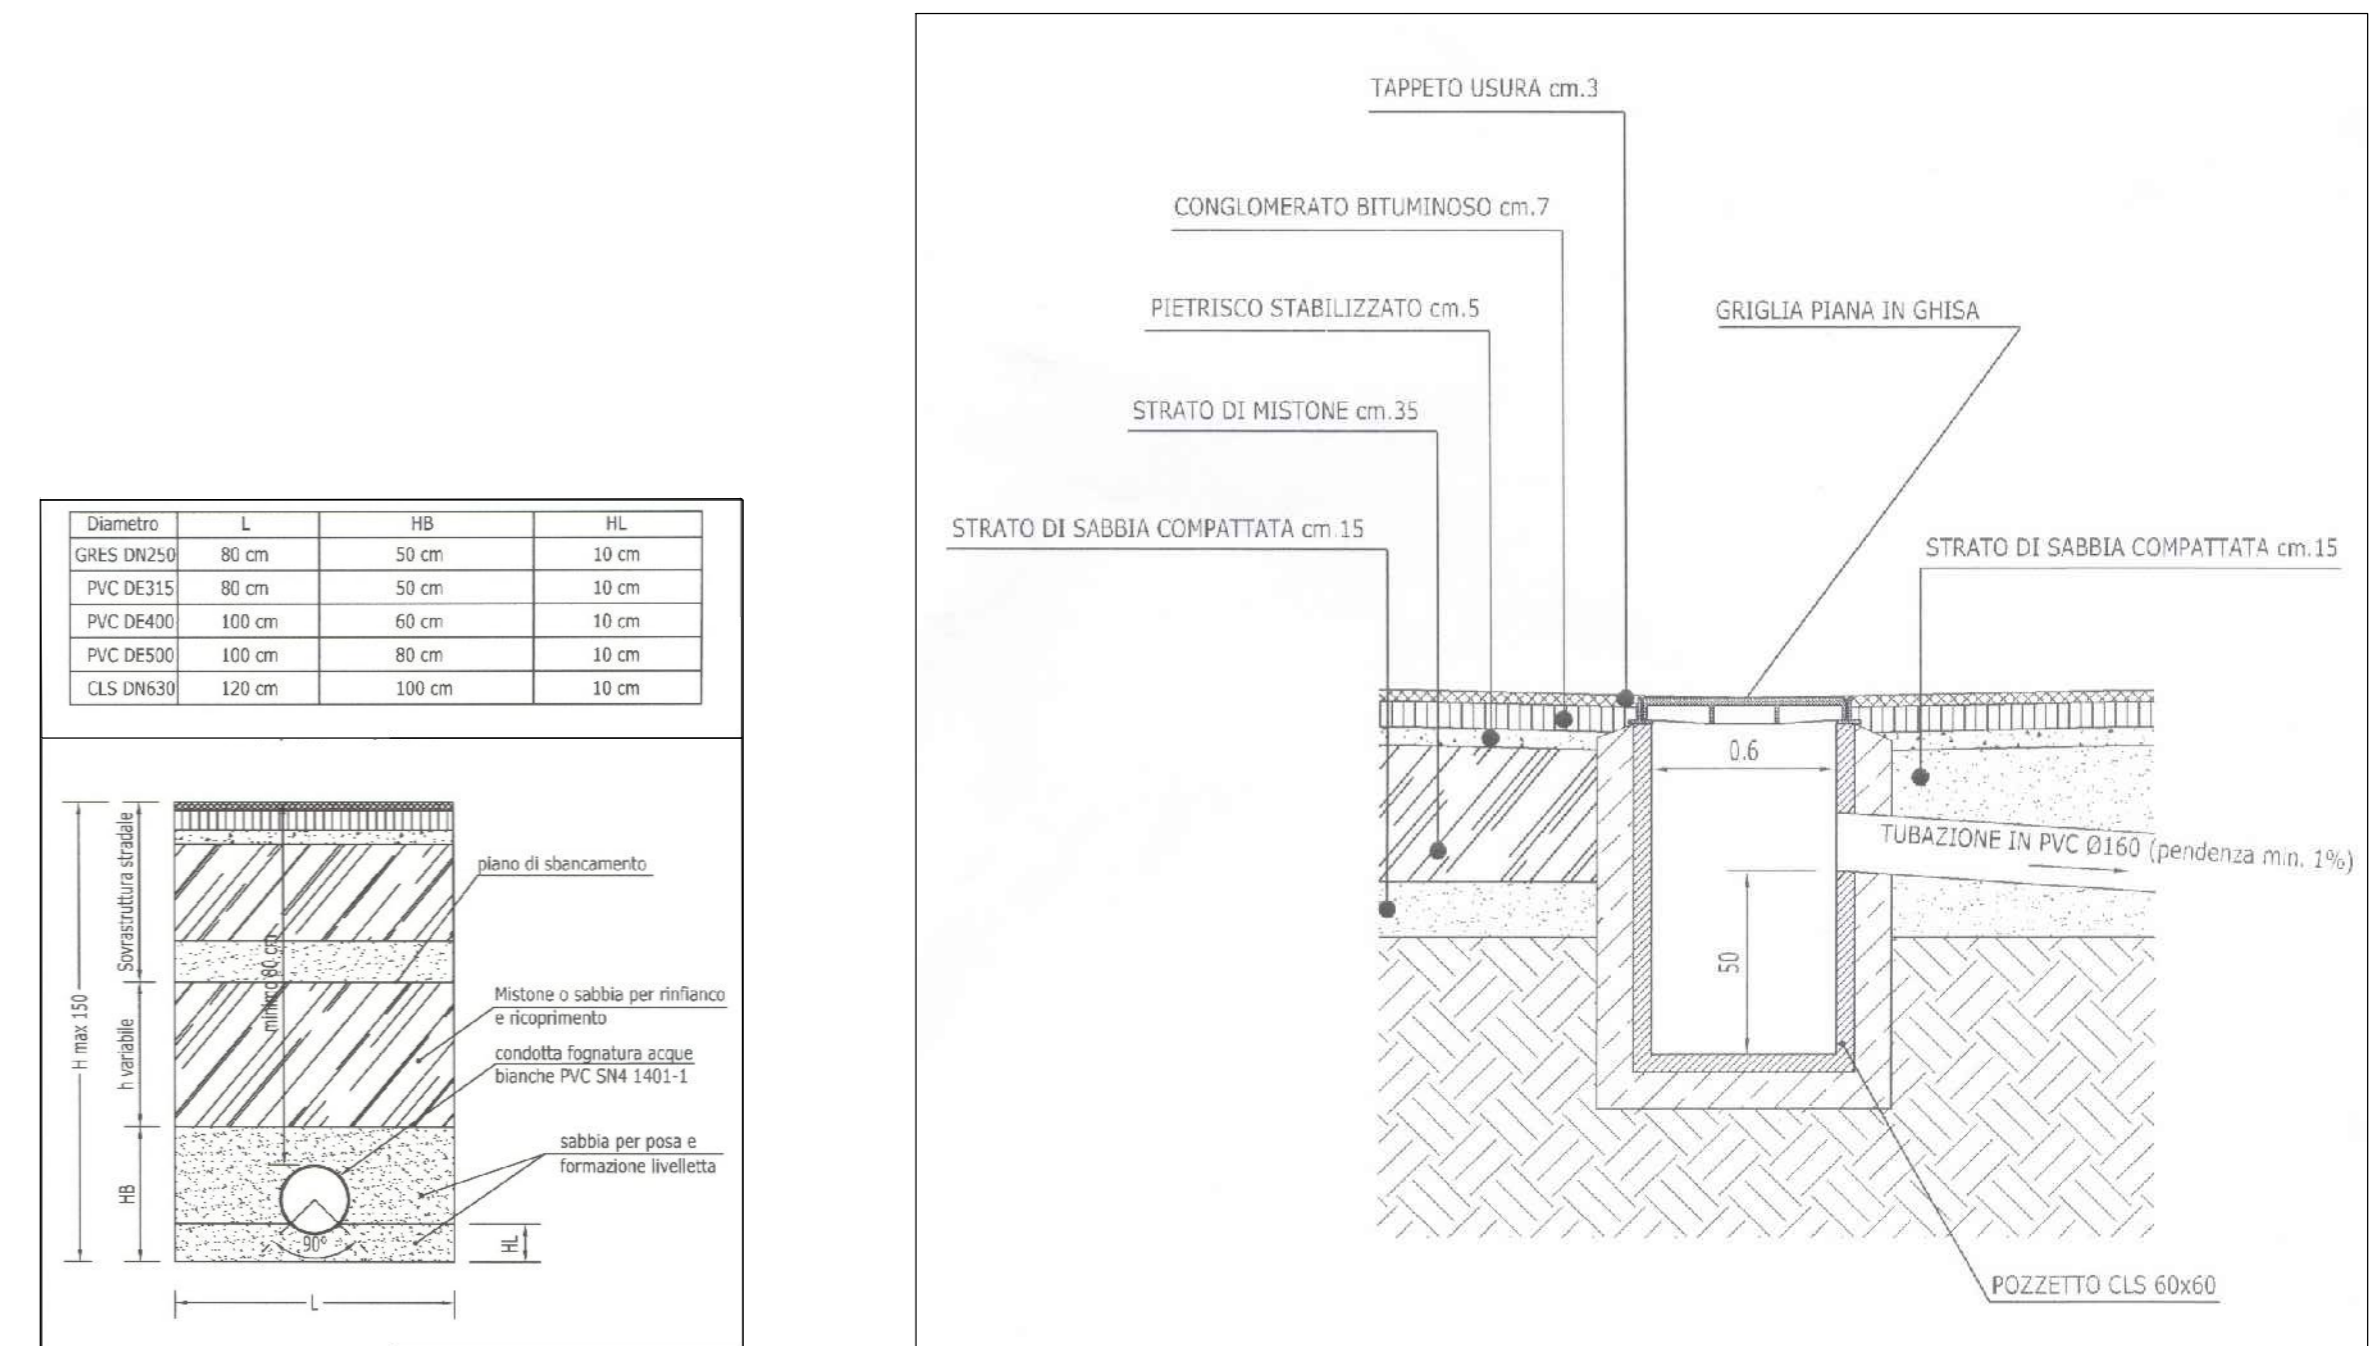 Diametro L HB HL
GRES DN250 80 cm 50 cm 10 cm
PVC DE315 80 cm 50 cm 10 cm
PVC DE400 100 cm 60 cm 10 cm
PVC DE500 100 cm 80 cm 10 cm
CLS DN630 120 cm 100 cm 10 cm
H max 150
Sovrastruttura stradale
h variabile
HB
minimo 80 cm
piano di sbancamento
Mistone o sabbia per rinfianco
e ricoprimento
condotta fognatura acque
bianche PVC SN4 1401-1
sabbia per posa e
formazione livelletta
90°
HL
L
TAPPETO USURA cm.3
CONGLOMERATO BITUMINOSO cm.7
PIETRISCO STABILIZZATO cm.5
GRIGLIA PIANA IN GHISA
STRATO DI MISTONE cm.35
STRATO DI SABBIA COMPATTATA cm.15
STRATO DI SABBIA COMPATTATA cm.15
0.6
TUBAZIONE IN PVC Ø160 (pendenza min. 1%)
50
POZZETTO CLS 60x60